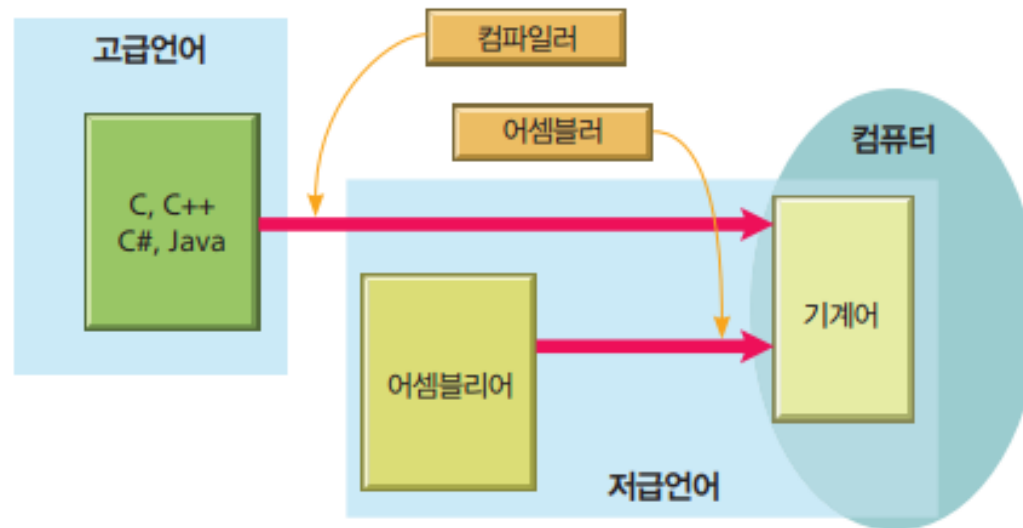 고급언어
컴파일러
어셈블러
컴퓨터
C, C++
C#, Java
기계어
어셈블리어
저급언어